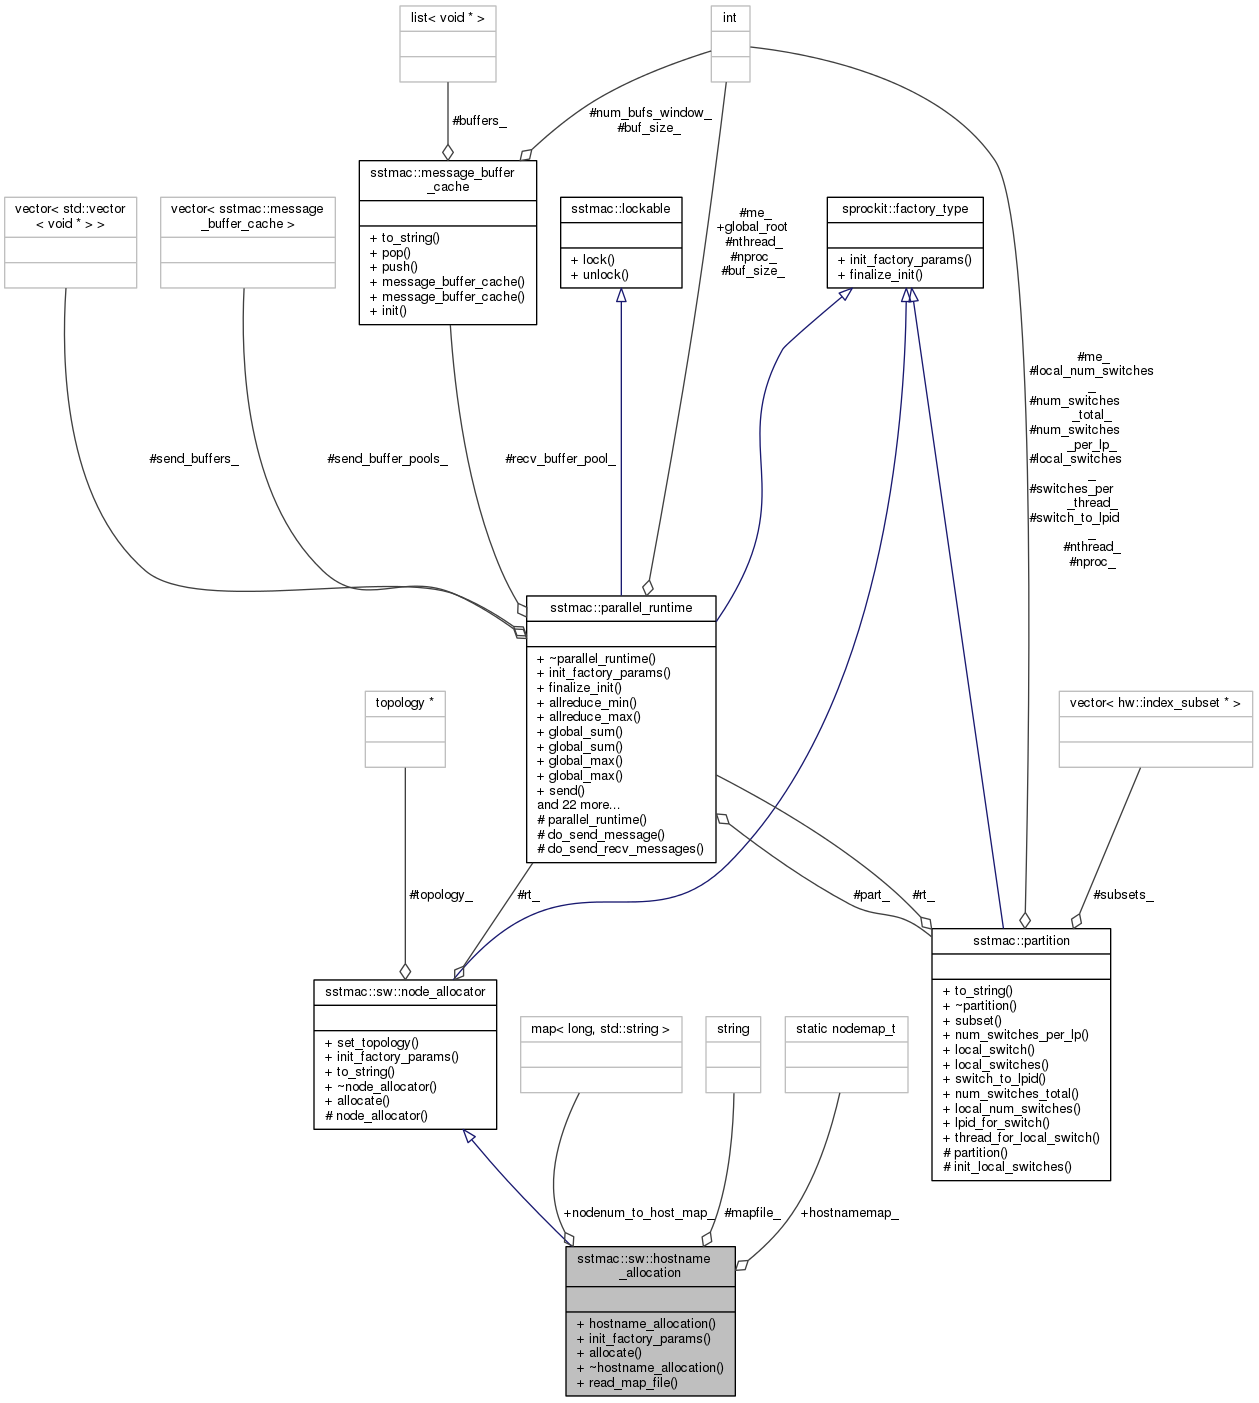 list< void * >
int
#buffers_
#num_bufs_window_
#buf_size_
sstmac::message_buffer
_cache
+ to_string()
+ pop()
+ push()
+ message_buffer_cache()
+ message_buffer_cache()
+ init()
vector< std::vector
< void * > >
vector< sstmac::message
_buffer_cache >
sstmac::lockable
+ lock()
+ unlock()
#me_
+global_root
#nthread_
#nproc_
#buf_size_
sprockit::factory_type
+ init_factory_params()
+ finalize_init()
#me_
#local_num_switches
_
#num_switches
_total_
#num_switches
_per_lp_
#local_switches
_
#switches_per
_thread_
#switch_to_lpid
_
#nthread_
#nproc_
#send_buffers_
#send_buffer_pools_
#recv_buffer_pool_
sstmac::parallel_runtime
+ ~parallel_runtime()
+ init_factory_params()
+ finalize_init()
+ allreduce_min()
+ allreduce_max()
+ global_sum()
+ global_sum()
+ global_max()
+ global_max()
+ send()
and 22 more...
# parallel_runtime()
# do_send_message()
# do_send_recv_messages()
topology *
vector< hw::index_subset * >
#topology_
#rt_
#part_
#rt_
#subsets_
sstmac::sw::node_allocator
+ set_topology()
+ init_factory_params()
+ to_string()
+ ~node_allocator()
+ allocate()
# node_allocator()
map< long, std::string >
string
static nodemap_t
sstmac::partition
+ to_string()
+ ~partition()
+ subset()
+ num_switches_per_lp()
+ local_switch()
+ local_switches()
+ switch_to_lpid()
+ num_switches_total()
+ local_num_switches()
+ lpid_for_switch()
+ thread_for_local_switch()
# partition()
# init_local_switches()
+nodenum_to_host_map_
#mapfile_
+hostnamemap_
sstmac::sw::hostname
_allocation
+ hostname_allocation()
+ init_factory_params()
+ allocate()
+ ~hostname_allocation()
+ read_map_file()